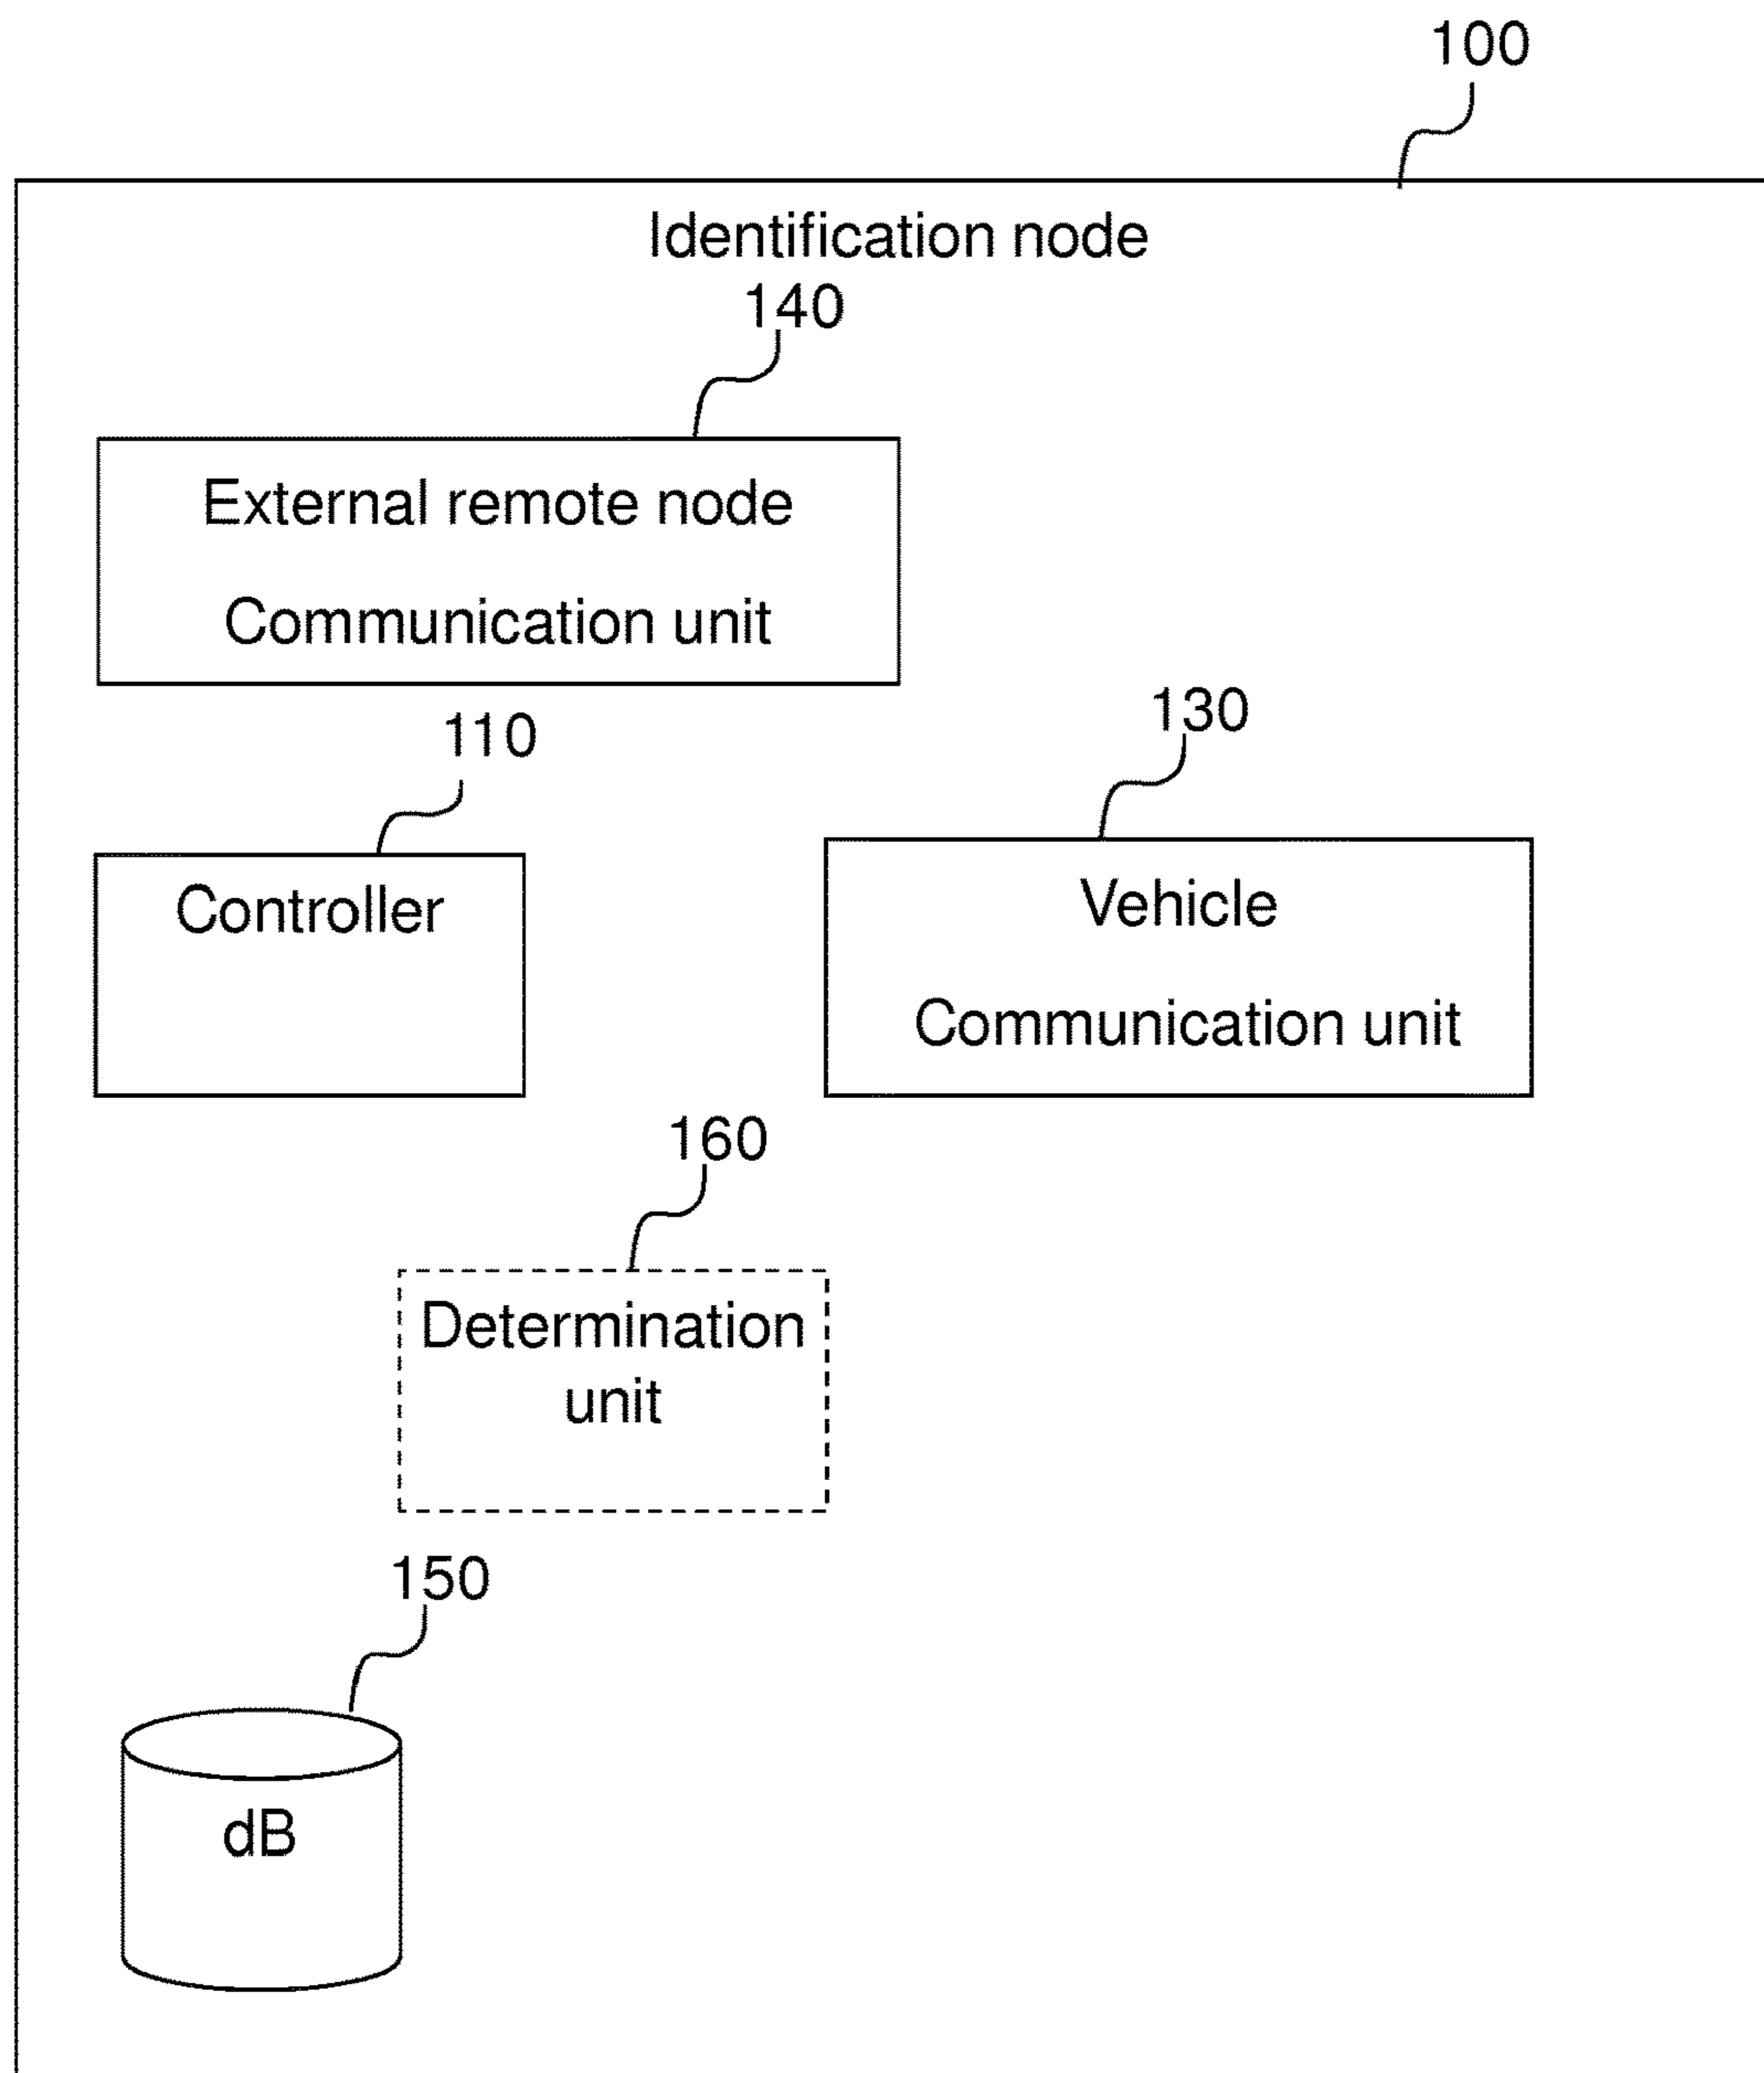 100
Identification node
140
External remote node
Communication unit
110
130
Controller
Vehicle
Communication unit
160
Determination
unit
150
dB